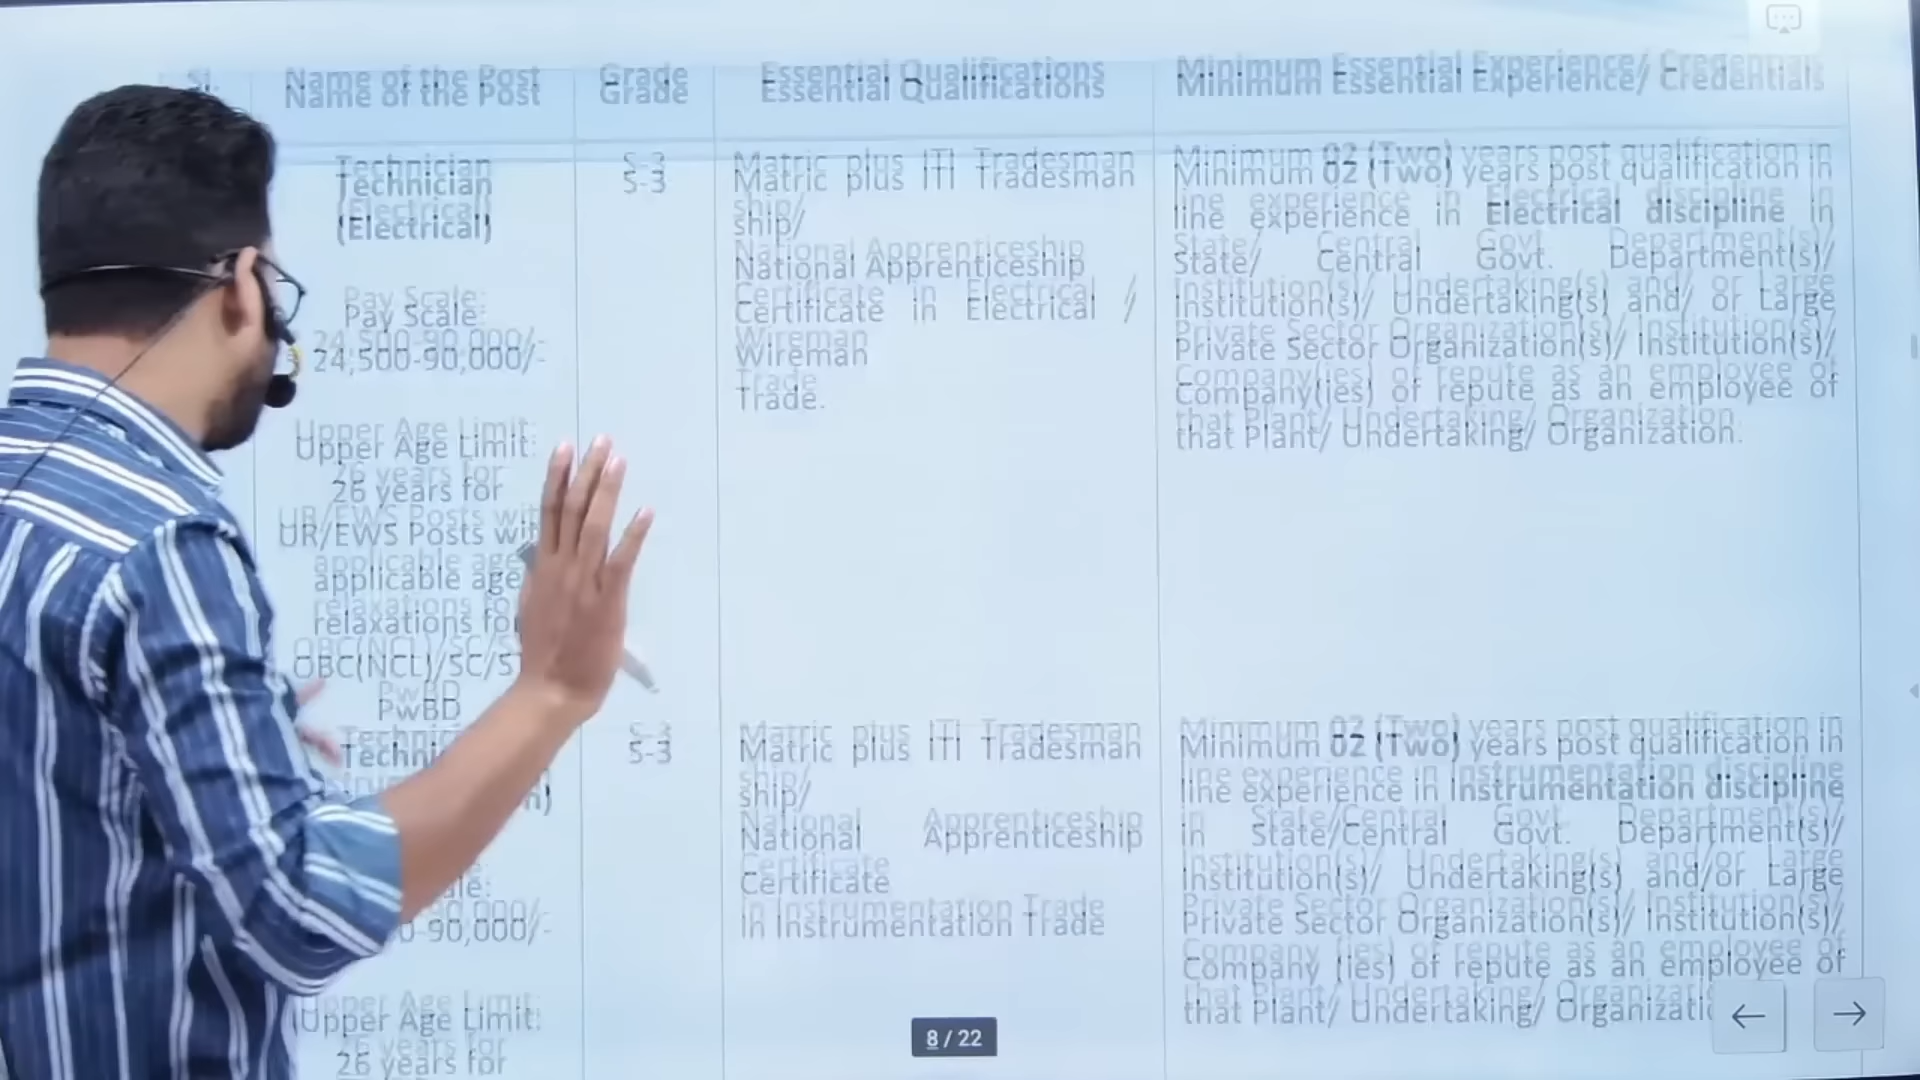 Sl.
Name of the Post
Grade
Essential Qualifications
Minimum Essential Experience/ Credentials
Technician
(Electrical)
Pay Scale:
24,500-90,000/-
Upper Age Limit:
26 years for
UR/EWS Posts
applicable age
relaxations
OBC(NCL)/SC/
PwBD
S-3
Matric plus ITI Tradesman
ship/
National Apprenticeship
Certificate in Electrical /
Wireman
Trade.
Minimum 02 (Two) years post qualification in
line experience in Electrical discipline in
State/ Central Govt. Department(s)/
Institution(s)/ Undertaking(s) and/ or Large
Private Sector Organization(s)/ Institution(s)/
Company(ies) of repute as an employee of
that Plant/ Undertaking/ Organization.
90,000/-
Upper Age Limit:
26 years for
S-3
Matric plus ITI Tradesman
ship/
National Apprenticeship
Certificate
in Instrumentation Trade
Minimum 02 (Two) years post qualification in
line experience in Instrumentation discipline
in State/Central Govt. Department(s)/
Institution(s)/ Undertaking(s) and/or Large
Private Sector Organization(s)/ Institution(s)/
Company (ies) of repute as an employee of
that Plant/ Undertaking/
8 / 22